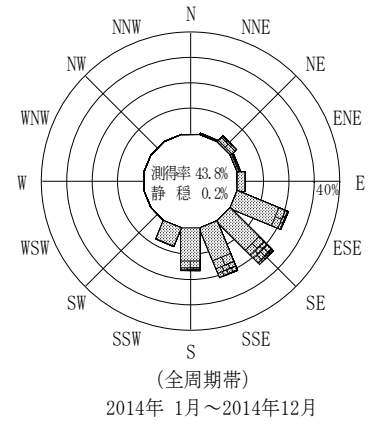 N
NNW NNE
NW NE
WNW ENE
測得率 43.8%
静 穏 0.2%
W 40% E
WSW ESE
SW SE
SSW SSE
S
(全周期帯)
2014年 1月～2014年12月